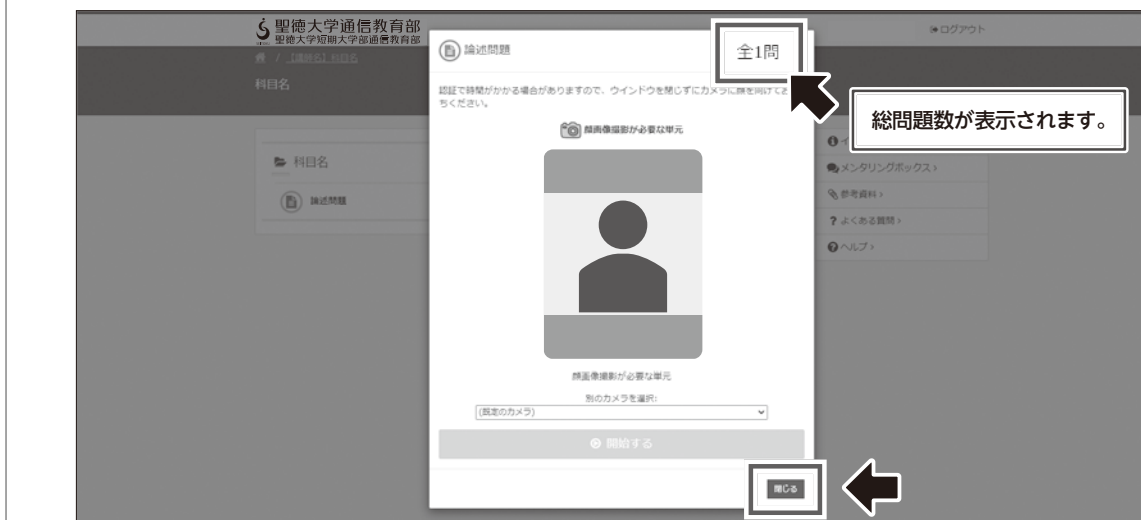 聖徳大学通信教育部
聖徳大学短期大学部通信教育部
ログアウト
/ 【講師名】科目名
科目名
論述問題
全1問
認証で時間がかかる場合がありますので、ウインドウを閉じずにカメラに顔を向けてお
ちください。
総問題数が表示されます。
顔画像撮影が必要な単元
科目名
論述問題
メンタリングボックス ›
参考資料 ›
? よくある質問 ›
ヘルプ ›
顔画像撮影が必要な単元
別のカメラを選択:
(既定のカメラ)
開始する
閉じる